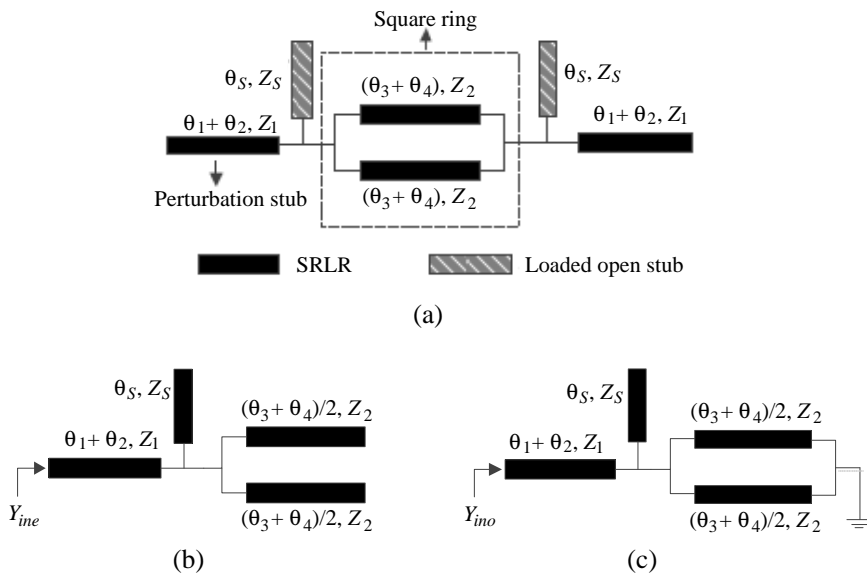 Square ring
θS, ZS
(θ3+ θ4), Z2
θS, ZS
θ1+ θ2, Z1
θ1+ θ2, Z1
Perturbation stub
(θ3+ θ4), Z2
SRLR
Loaded open stub
(a)
θS, ZS
(θ3+ θ4)/2, Z2
θ1+ θ2, Z1
Yine
(θ3+ θ4)/2, Z2
(b)
θS, ZS
(θ3+ θ4)/2, Z2
θ1+ θ2, Z1
Yino
(θ3+ θ4)/2, Z2
(c)